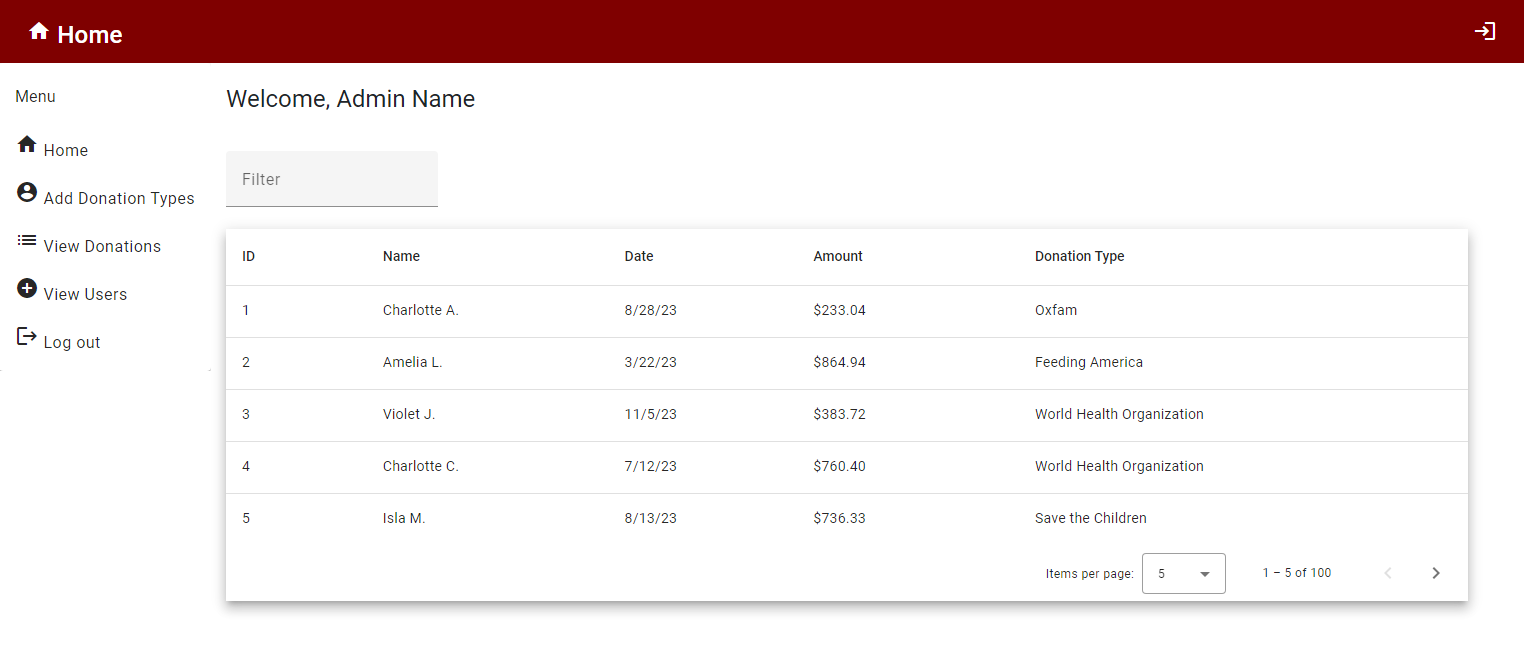 Home
Menu
Home
Add Donation Types
View Donations
View Users
Log out
Welcome, Admin Name
Filter
ID Name Date Amount Donation Type
1 Charlotte A. 8/28/23 $233.04 Oxfam
2 Amelia L. 3/22/23 $864.94 Feeding America
3 Violet J. 11/5/23 $383.72 World Health Organization
4 Charlotte C. 7/12/23 $760.40 World Health Organization
5 Isla M. 8/13/23 $736.33 Save the Children
Items per page: 5 1 – 5 of 100